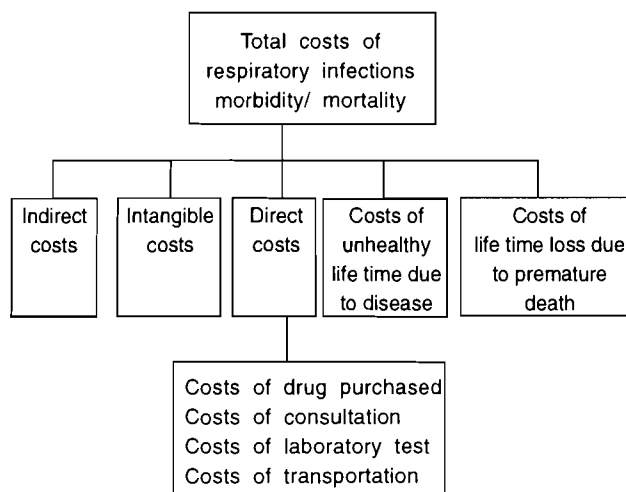 Total costs of
respiratory infections
morbidity/ mortality
Indirect
costs
Intangible
costs
Direct
costs
Costs of
unhealthy
life time due
to disease
Costs of
life time loss due
to premature
death
Costs of drug purchased
Costs of consultation
Costs of laboratory test
Costs of transportation